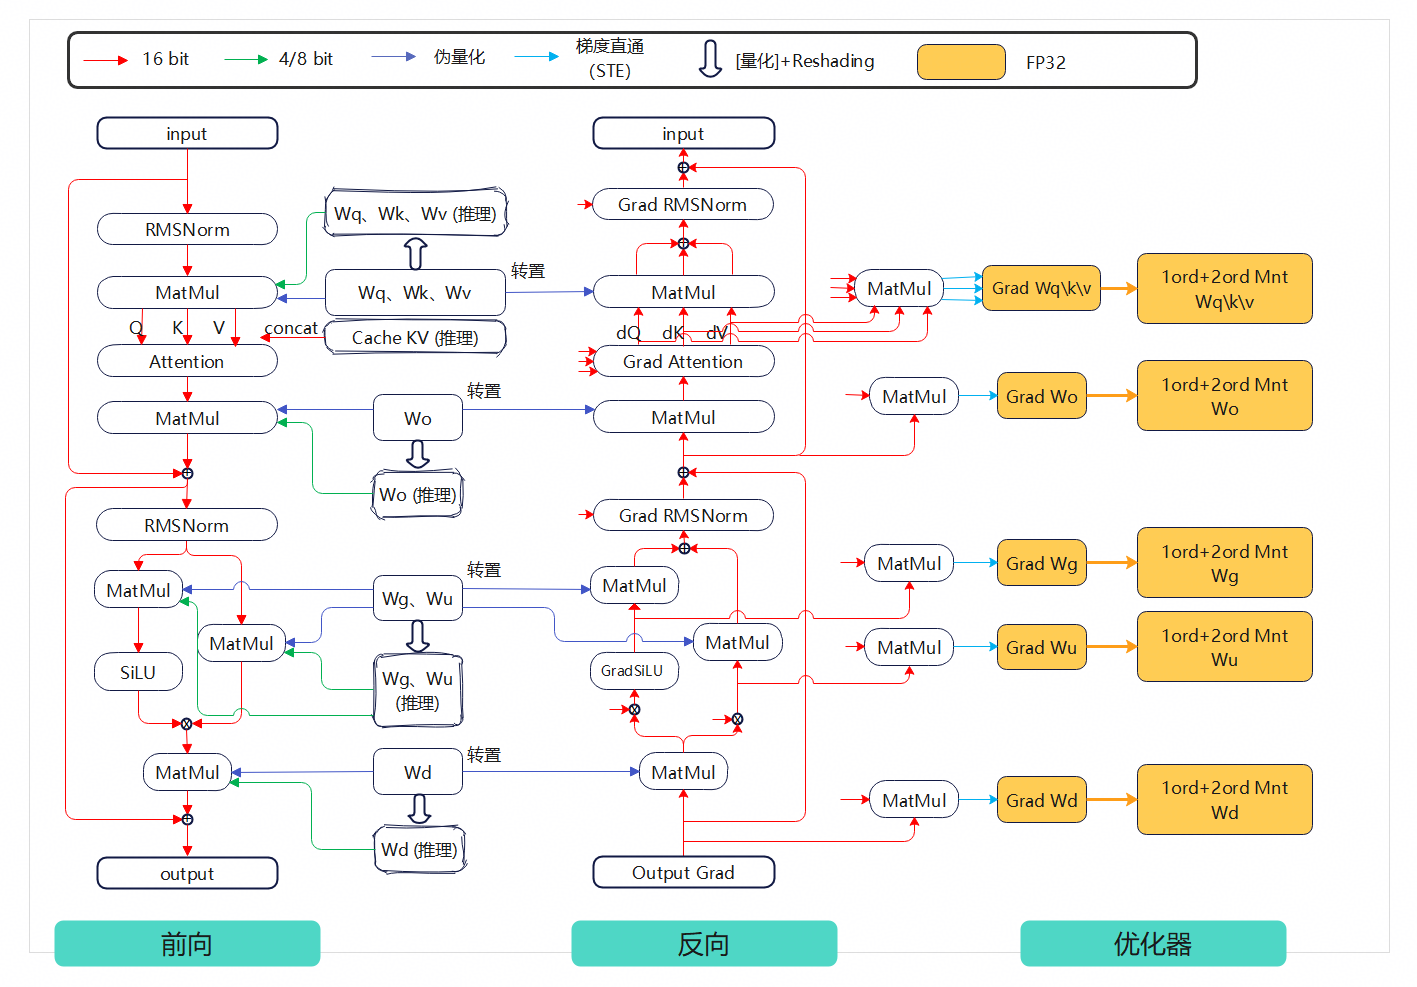 16 bit
4/8 bit
伪量化
梯度直通
（STE）
[量化]+Reshading
FP32
input
RMSNorm
MatMul
Q
K
V
concat
Attention
MatMul
RMSNorm
MatMul
MatMul
SiLU
MatMul
output
Wq、Wk、Wv (推理)
Wq、Wk、Wv
Cache KV (推理)
Wo
Wo (推理)
Wg、Wu
Wg、Wu
(推理)
Wd
Wd (推理)
转置
转置
转置
转置
input
Grad RMSNorm
MatMul
dQ
dK
dV
Grad Attention
MatMul
Grad RMSNorm
MatMul
MatMul
GradSiLU
MatMul
Output Grad
MatMul
Grad Wq\k\v
1ord+2ord Mnt
Wq\k\v
MatMul
Grad Wo
1ord+2ord Mnt
Wo
MatMul
Grad Wg
1ord+2ord Mnt
Wg
MatMul
Grad Wu
1ord+2ord Mnt
Wu
MatMul
Grad Wd
1ord+2ord Mnt
Wd
前向
反向
优化器